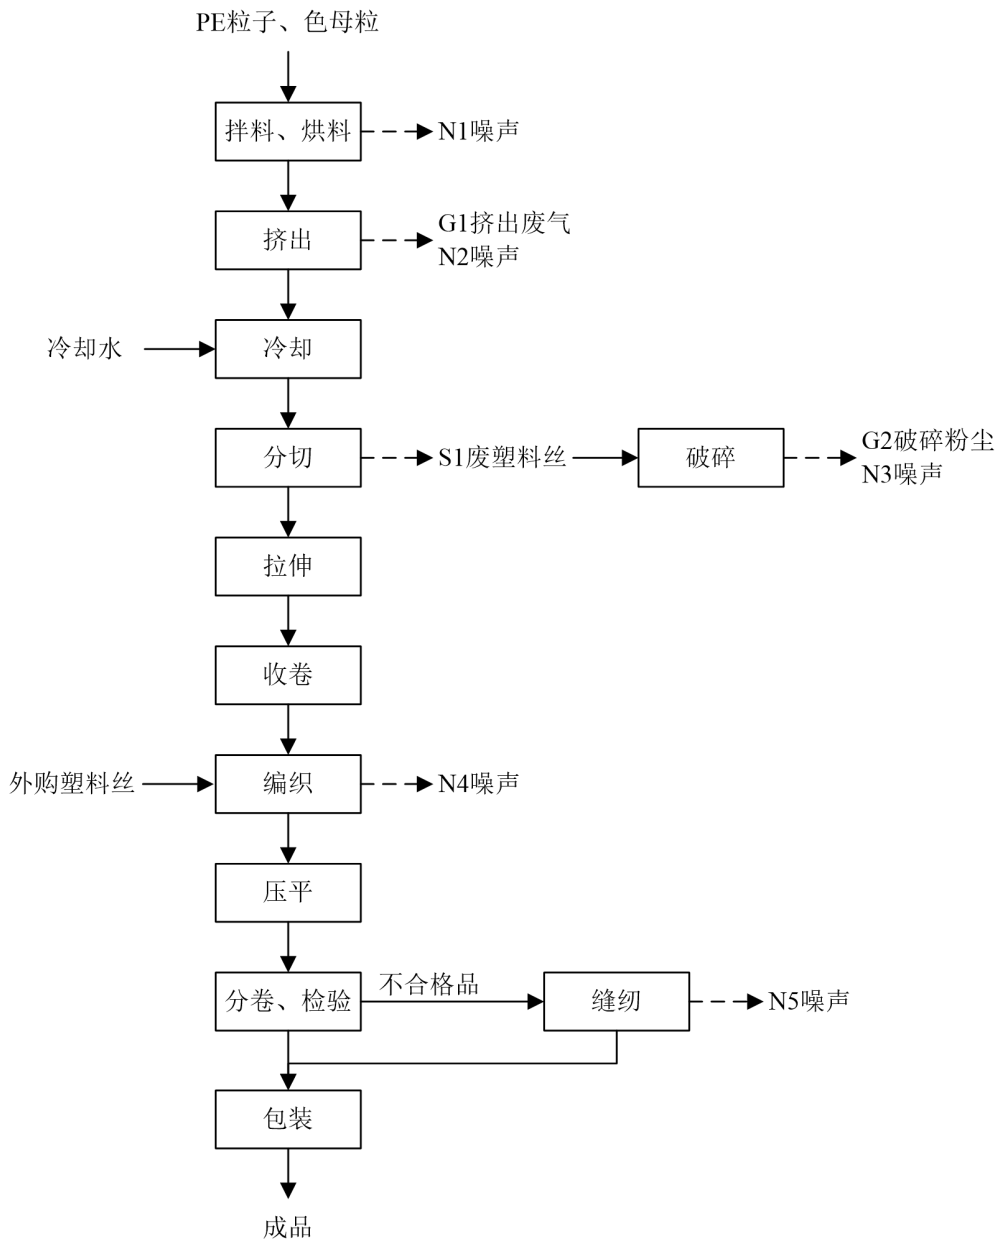 PE粒子、色母粒
拌料、烘料
N1噪声
挤出
G1挤出废气
N2噪声
冷却水
冷却
分切
S1废塑料丝
破碎
G2破碎粉尘
N3噪声
拉伸
收卷
外购塑料丝
编织
N4噪声
压平
分卷、检验
不合格品
缝纫
N5噪声
包装
成品